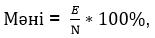 Мәні = E/N * 100%,